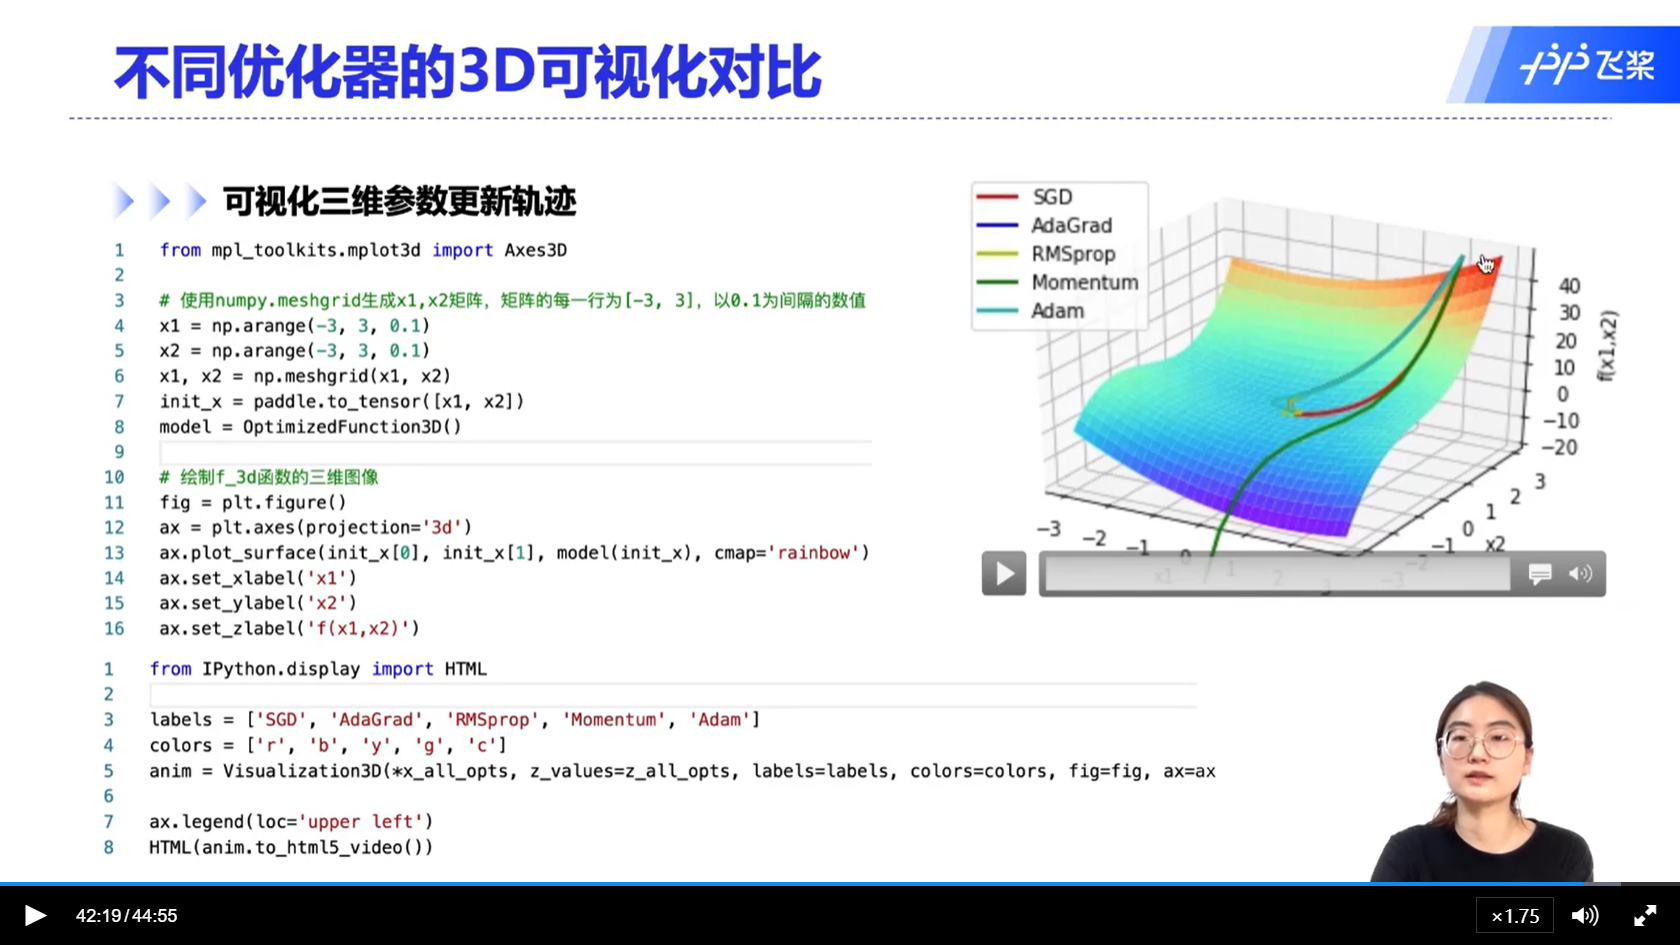 不同优化器的3D可视化对比
飞桨
可视化三维参数更新轨迹
1 from mpl_toolkits.mplot3d import Axes3D
2
3 # 使用numpy.meshgrid生成x1,x2矩阵，矩阵的每一行为[-3, 3]，以0.1为间隔的数值
4 x1 = np.arange(-3, 3, 0.1)
5 x2 = np.arange(-3, 3, 0.1)
6 x1, x2 = np.meshgrid(x1, x2)
7 init_x = paddle.to_tensor([x1, x2])
8 model = OptimizedFunction3D()
9
10 # 绘制f_3d函数的三维图像
11 fig = plt.figure()
12 ax = plt.axes(projection='3d')
13 ax.plot_surface(init_x[0], init_x[1], model(init_x), cmap='rainbow')
14 ax.set_xlabel('x1')
15 ax.set_ylabel('x2')
16 ax.set_zlabel('f(x1,x2)')
1 from IPython.display import HTML
2
3 labels = ['SGD', 'AdaGrad', 'RMSprop', 'Momentum', 'Adam']
4 colors = ['r', 'b', 'y', 'g', 'c']
5 anim = Visualization3D(*x_all_opts, z_values=z_all_opts, labels=labels, colors=colors, fig=fig, ax=ax
6
7 ax.legend(loc='upper left')
8 HTML(anim.to_html5_video())
SGD
AdaGrad
RMSprop
Momentum
Adam
40
30
20
10
0
−10
−20
f(x1,x2)
3
2
1
0
−1
−2
−3
x2
−3
−2
−1
0
1
2
3
x1
42:19/44:55
×1.75